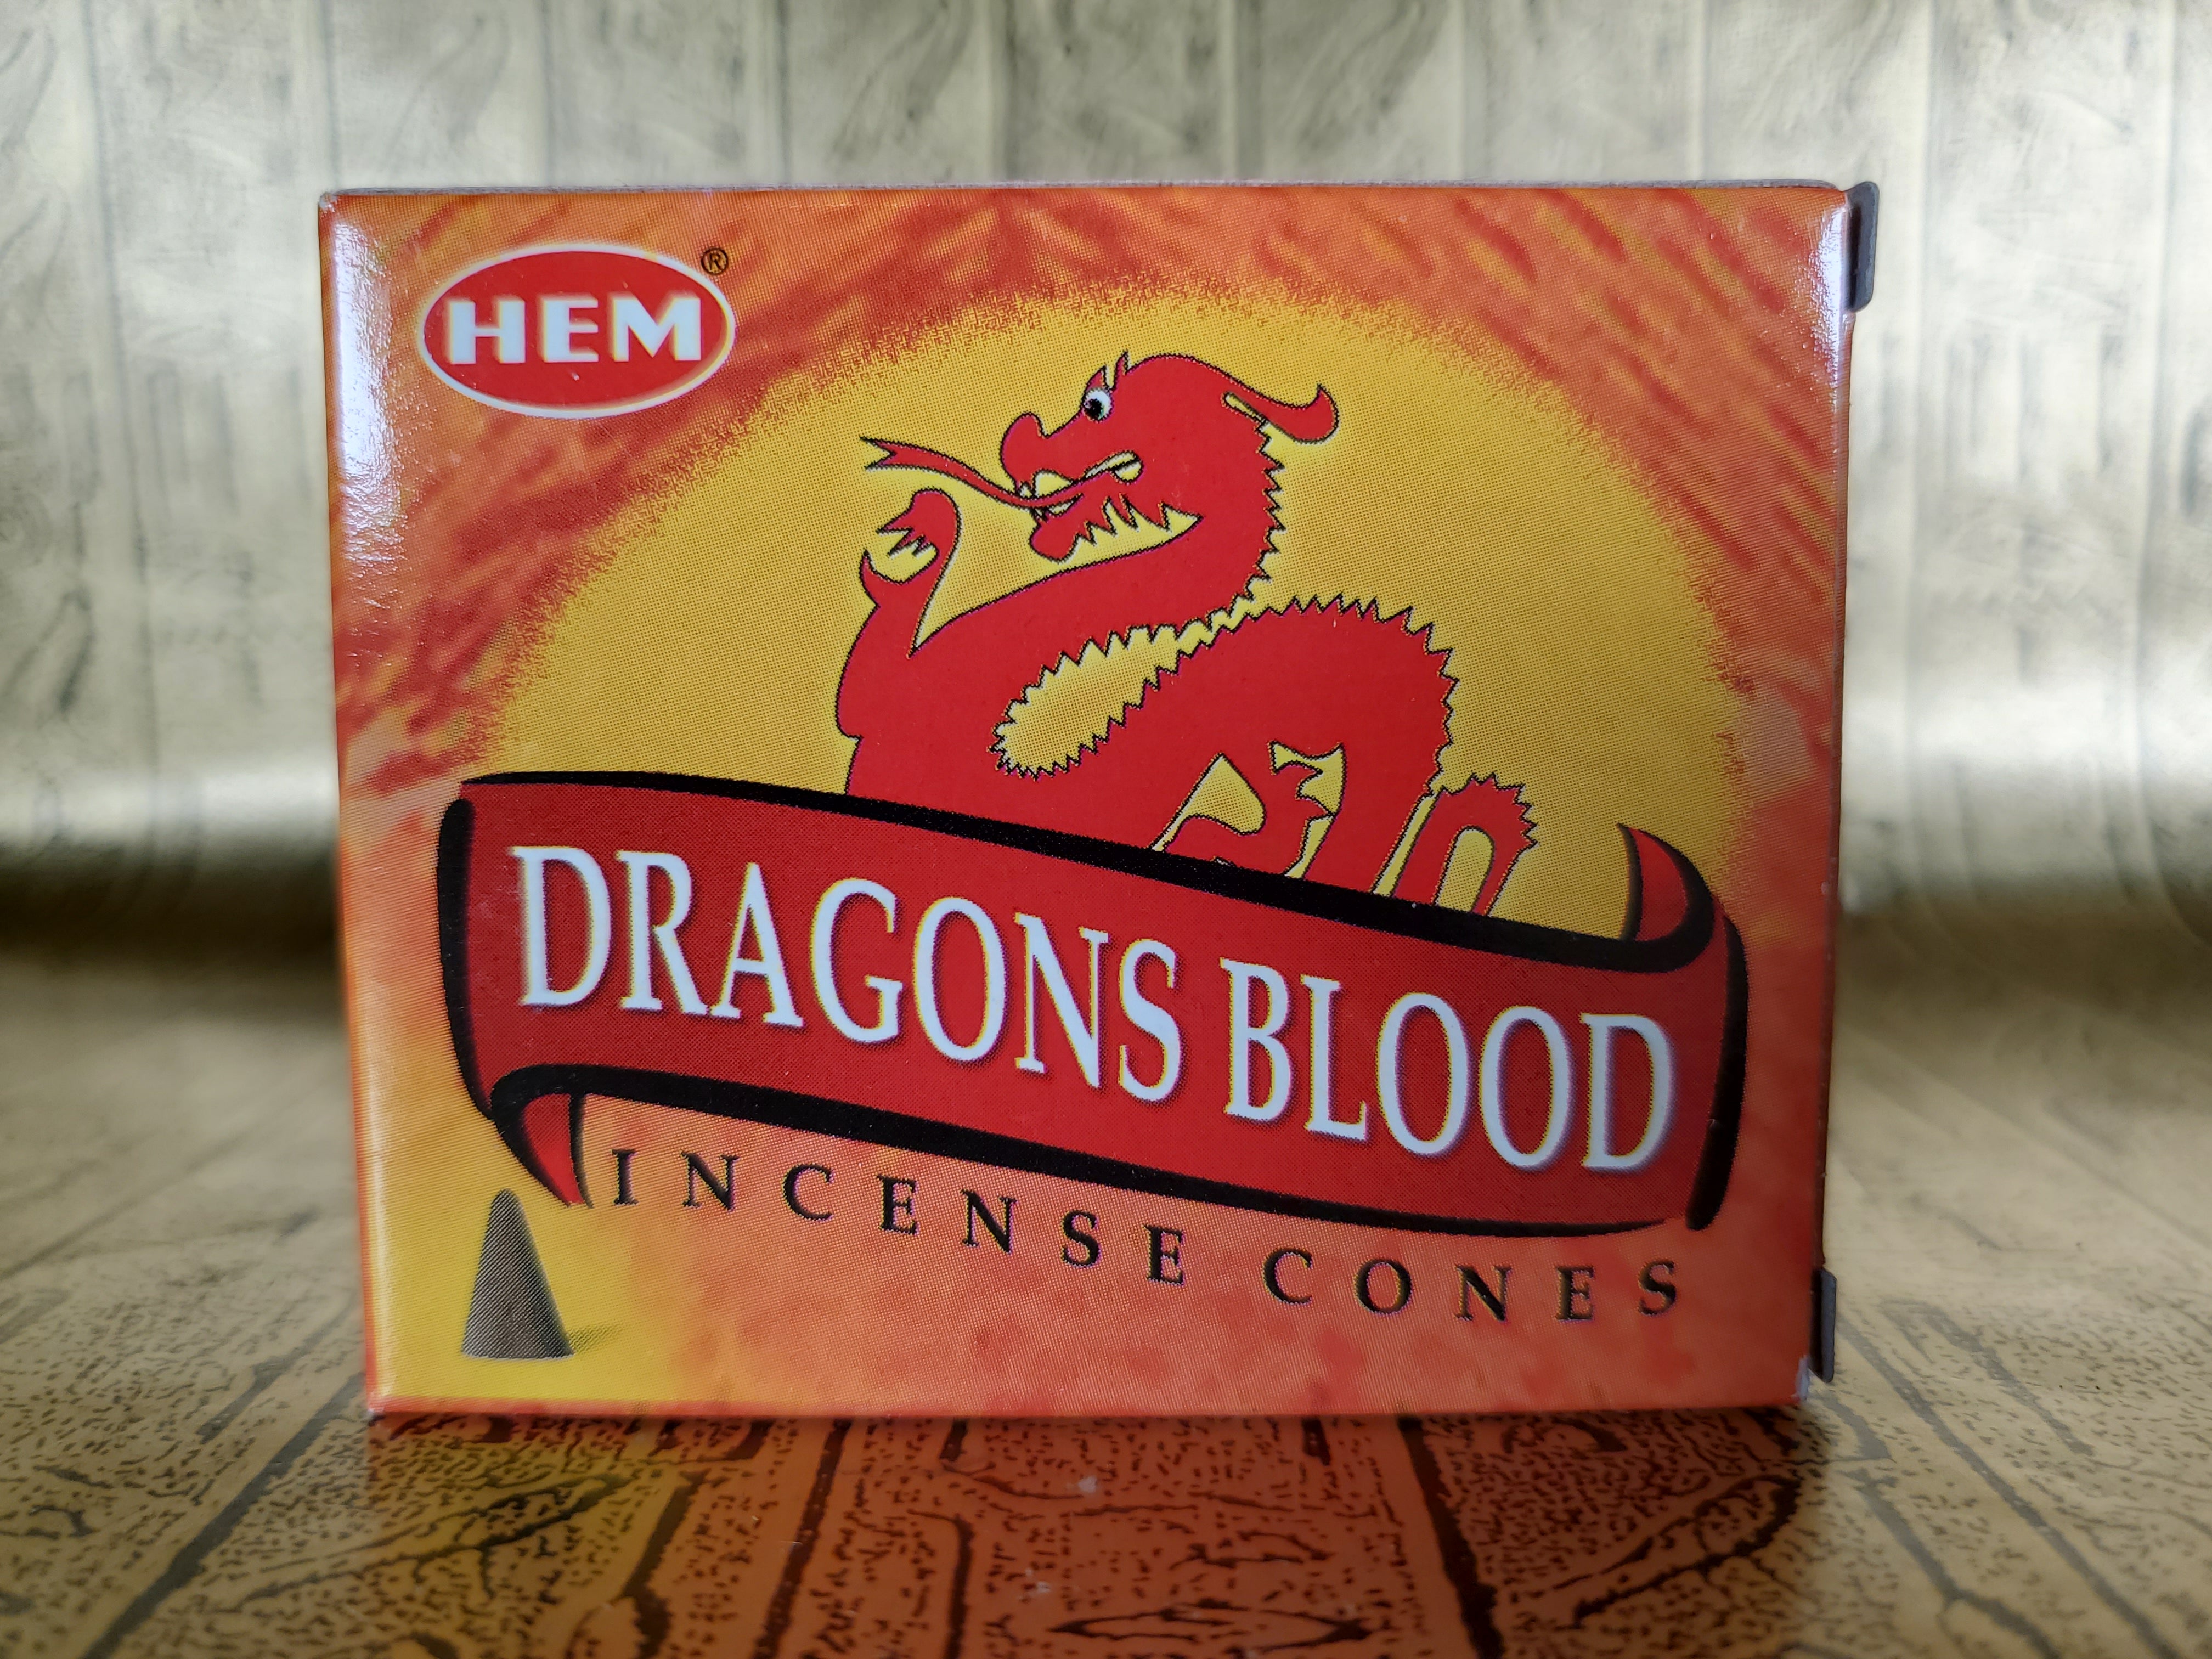 HEM®
DRAGONS BLOOD
INCENSE CONES